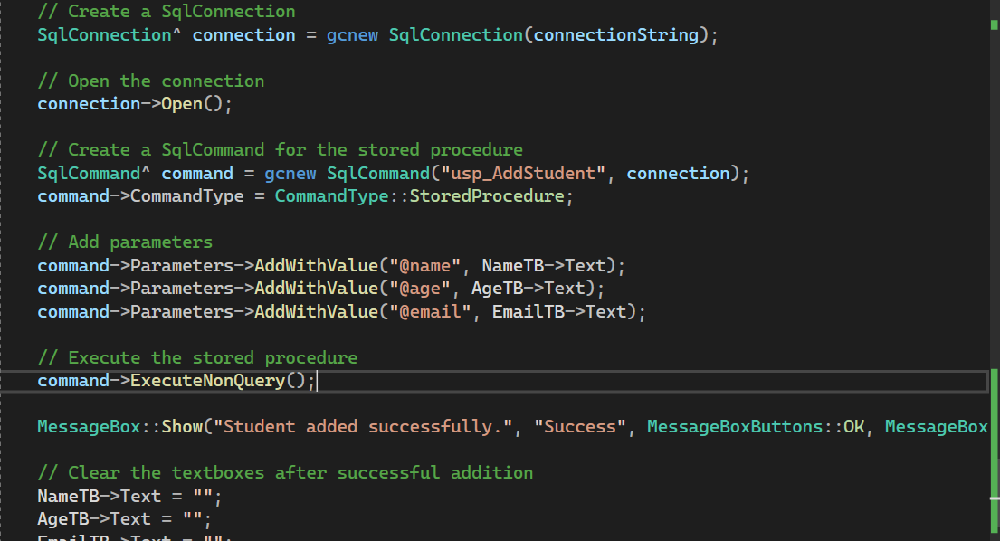 // Create a SqlConnection
SqlConnection^ connection = gcnew SqlConnection(connectionString);
// Open the connection
connection->Open();
// Create a SqlCommand for the stored procedure
SqlCommand^ command = gcnew SqlCommand("usp_AddStudent", connection);
command->CommandType = CommandType::StoredProcedure;
// Add parameters
command->Parameters->AddWithValue("@name", NameTB->Text);
command->Parameters->AddWithValue("@age", AgeTB->Text);
command->Parameters->AddWithValue("@email", EmailTB->Text);
// Execute the stored procedure
command->ExecuteNonQuery();
MessageBox::Show("Student added successfully.", "Success", MessageBoxButtons::OK, MessageBox
// Clear the textboxes after successful addition
NameTB->Text = "";
AgeTB->Text = "";
EmailTB->Text = "";